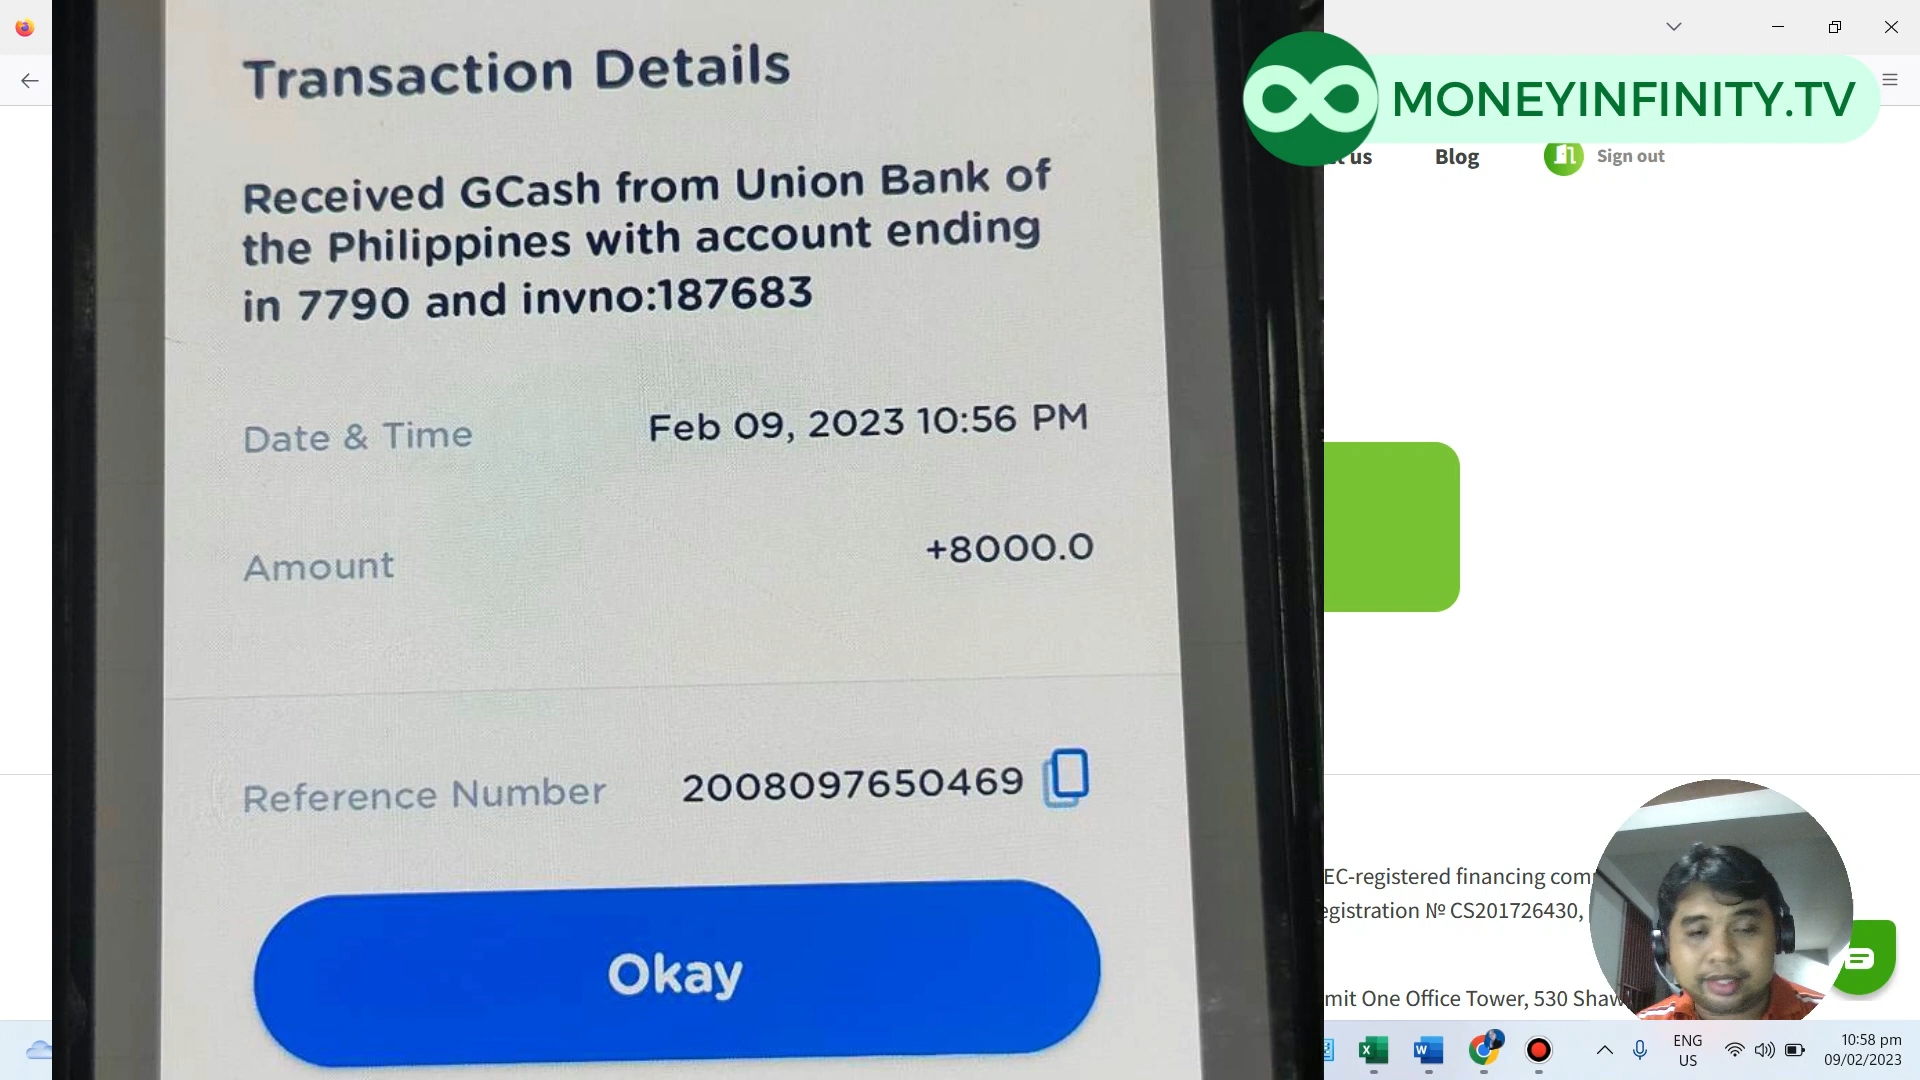 Transaction Details
Received GCash from Union Bank of
the Philippines with account ending
in 7790 and invno:187683
Date & Time Feb 09, 2023 10:56 PM
Amount +8000.0
Reference Number 2008097650469
Okay
MONEYINFINITY.TV
us
Blog
Sign out
EC-registered financing com
egistration № CS201726430,
mit One Office Tower, 530 Shaw
ENG
US
10:58 pm
09/02/2023